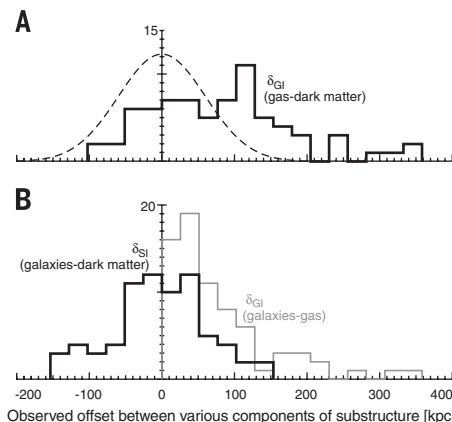 A
15
δGI
(gas-dark matter)
B
20
δSI
(galaxies-dark matter)
δGI
(galaxies-gas)
-200 -100 0 100 200 300 400
Observed offset between various components of substructure [kpc]